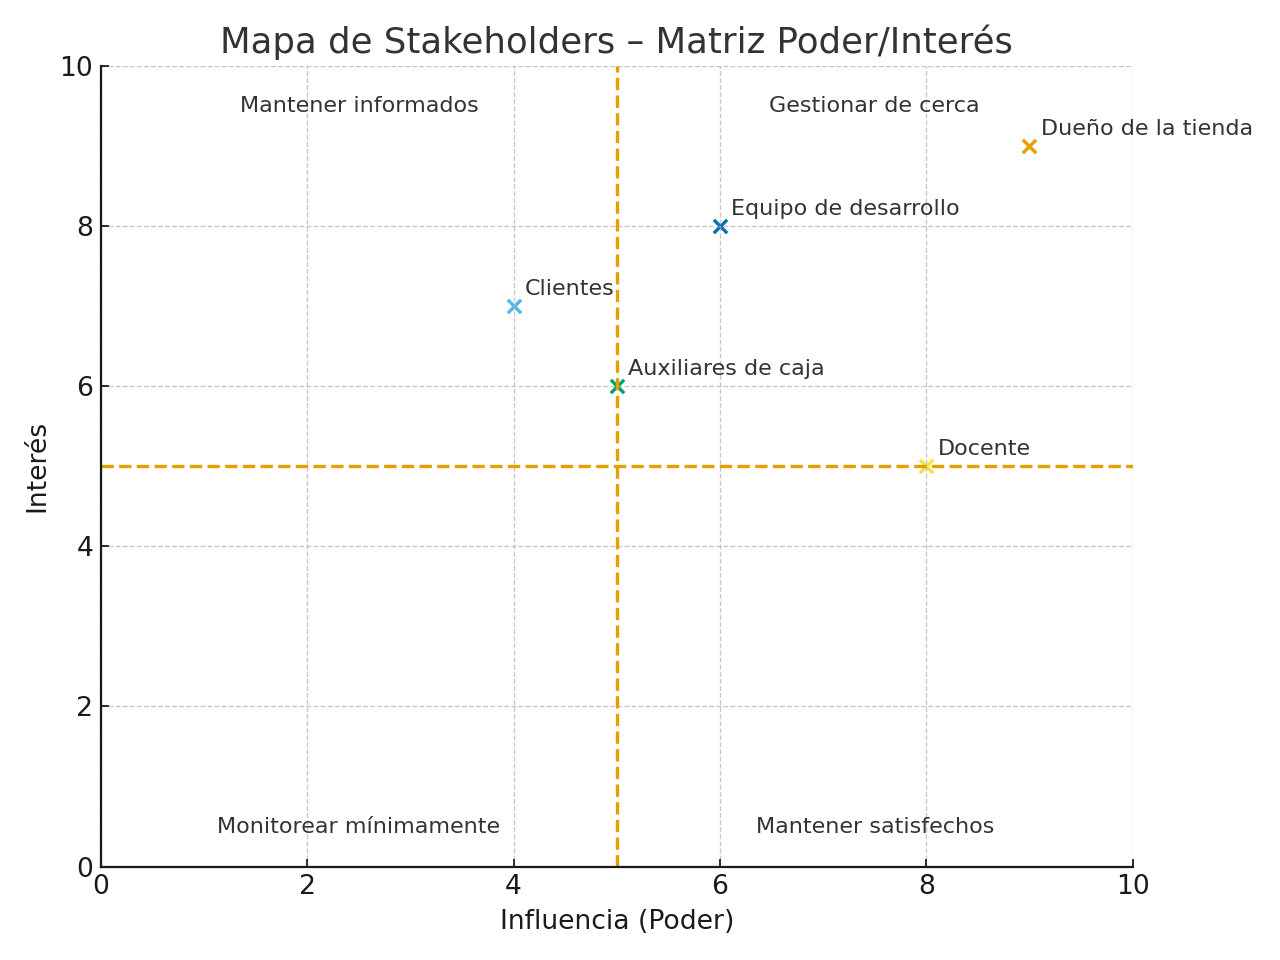 Mapa de Stakeholders – Matriz Poder/Interés
10
Mantener informados
Gestionar de cerca
Dueño de la tienda
Equipo de desarrollo
8
Clientes
Auxiliares de caja
6
Interés
Docente
4
2
Monitorear mínimamente
Mantener satisfechos
0
0 2 4 6 8 10
Influencia (Poder)